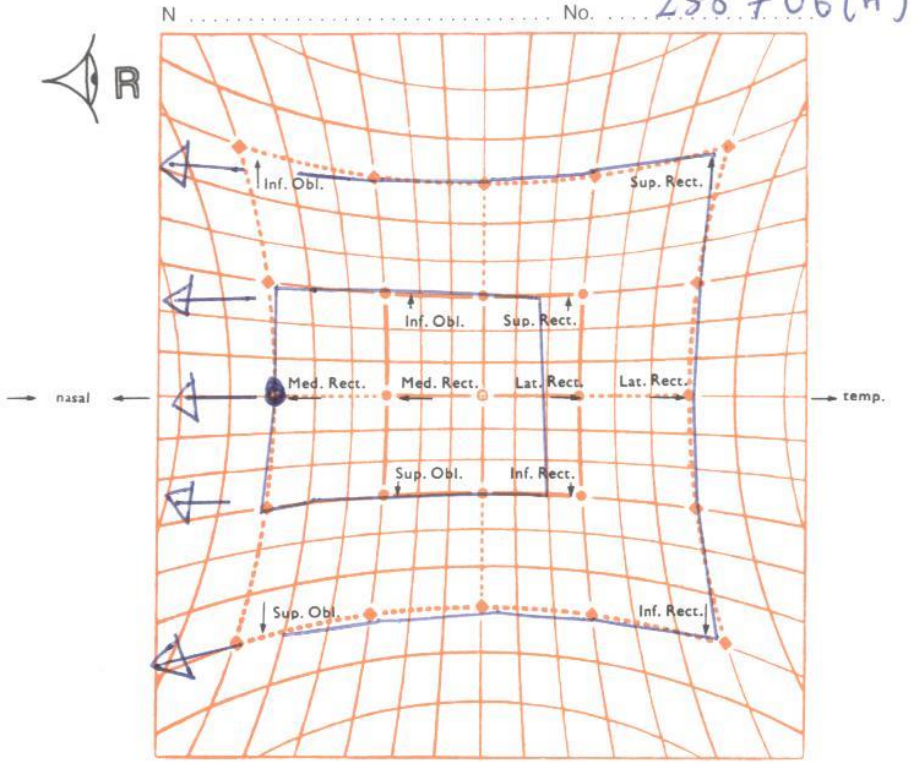 N ........ No. ........ 238706(A)
R
Inf. Obl. Sup. Rect.
Inf. Obl. Sup. Rect.
Med. Rect. Med. Rect. Lat. Rect. Lat. Rect.
nasal temp.
Sup. Obl. Inf. Rect.
Sup. Obl. Inf. Rect.